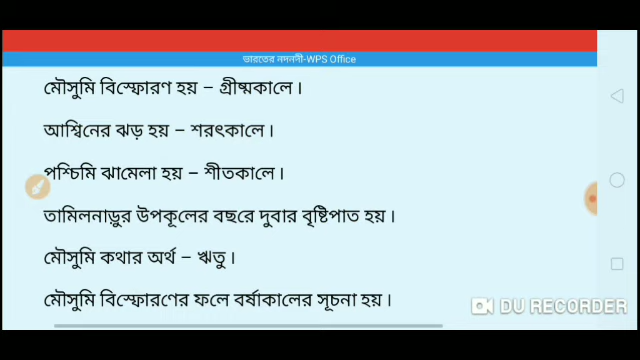 ভারতের নদনদী-WPS Office
মৌসুমি বিস্ফোরণ হয় – গ্রীষ্মকালে ।
আশ্বিনের ঝড় হয় – শরৎকালে ।
পশ্চিমি ঝামেলা হয় – শীতকালে ।
তামিলনাড়ুর উপকূলের বছরে দুবার বৃষ্টিপাত হয় ।
মৌসুমি কথার অর্থ – ঋতু ।
মৌসুমি বিস্ফোরণের ফলে বর্ষাকালের সূচনা হয় ।
DU RECORDER